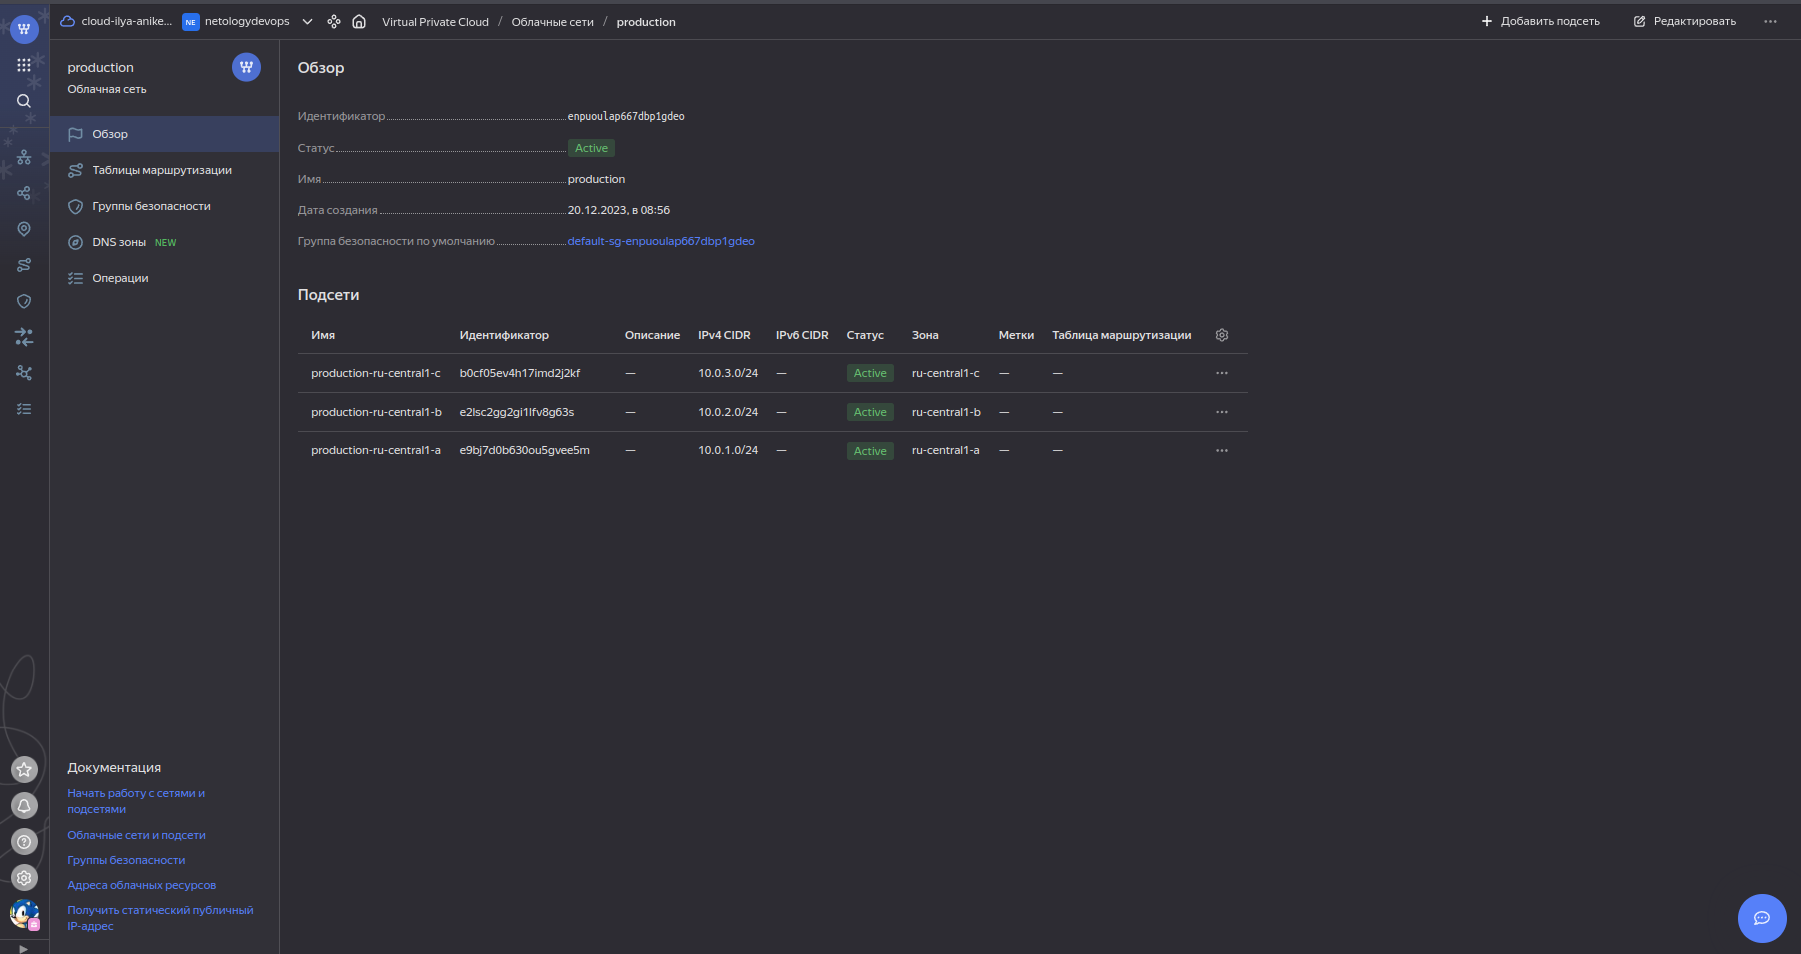 cloud-ilya-anike... NE netologydevops Virtual Private Cloud / Облачные сети / production Добавить подсеть Редактировать
production
Облачная сеть
Обзор
Таблицы маршрутизации
Группы безопасности
DNS зоны NEW
Операции
Обзор
Идентификатор enpuoulap667dbp1gdeo
Статус Active
Имя production
Дата создания 20.12.2023, в 08:56
Группа безопасности по умолчанию default-sg-enpuoulap667dbp1gdeo
Подсети
Имя Идентификатор Описание IPv4 CIDR IPv6 CIDR Статус Зона Метки Таблица маршрутизации
production-ru-central1-c b0cf05ev4h17imd2j2kf — 10.0.3.0/24 — Active ru-central1-c — —
production-ru-central1-b e2lsc2gg2gi1lfv8g63s — 10.0.2.0/24 — Active ru-central1-b — —
production-ru-central1-a e9bj7d0b630ou5gvee5m — 10.0.1.0/24 — Active ru-central1-a — —
Документация
Начать работу с сетями и
подсетями
Облачные сети и подсети
Группы безопасности
Адреса облачных ресурсов
Получить статический публичный
IP-адрес